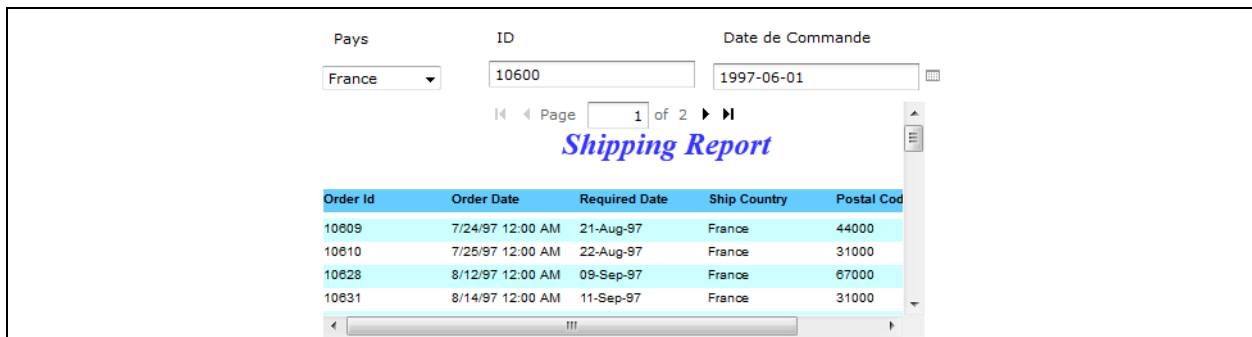 Pays ID Date de Commande
France 10600 1997-06-01
Page 1 of 2
Shipping Report
Order Id Order Date Required Date Ship Country Postal Cod
10609 7/24/97 12:00 AM 21-Aug-97 France 44000
10610 7/25/97 12:00 AM 22-Aug-97 France 31000
10628 8/12/97 12:00 AM 09-Sep-97 France 67000
10631 8/14/97 12:00 AM 11-Sep-97 France 31000